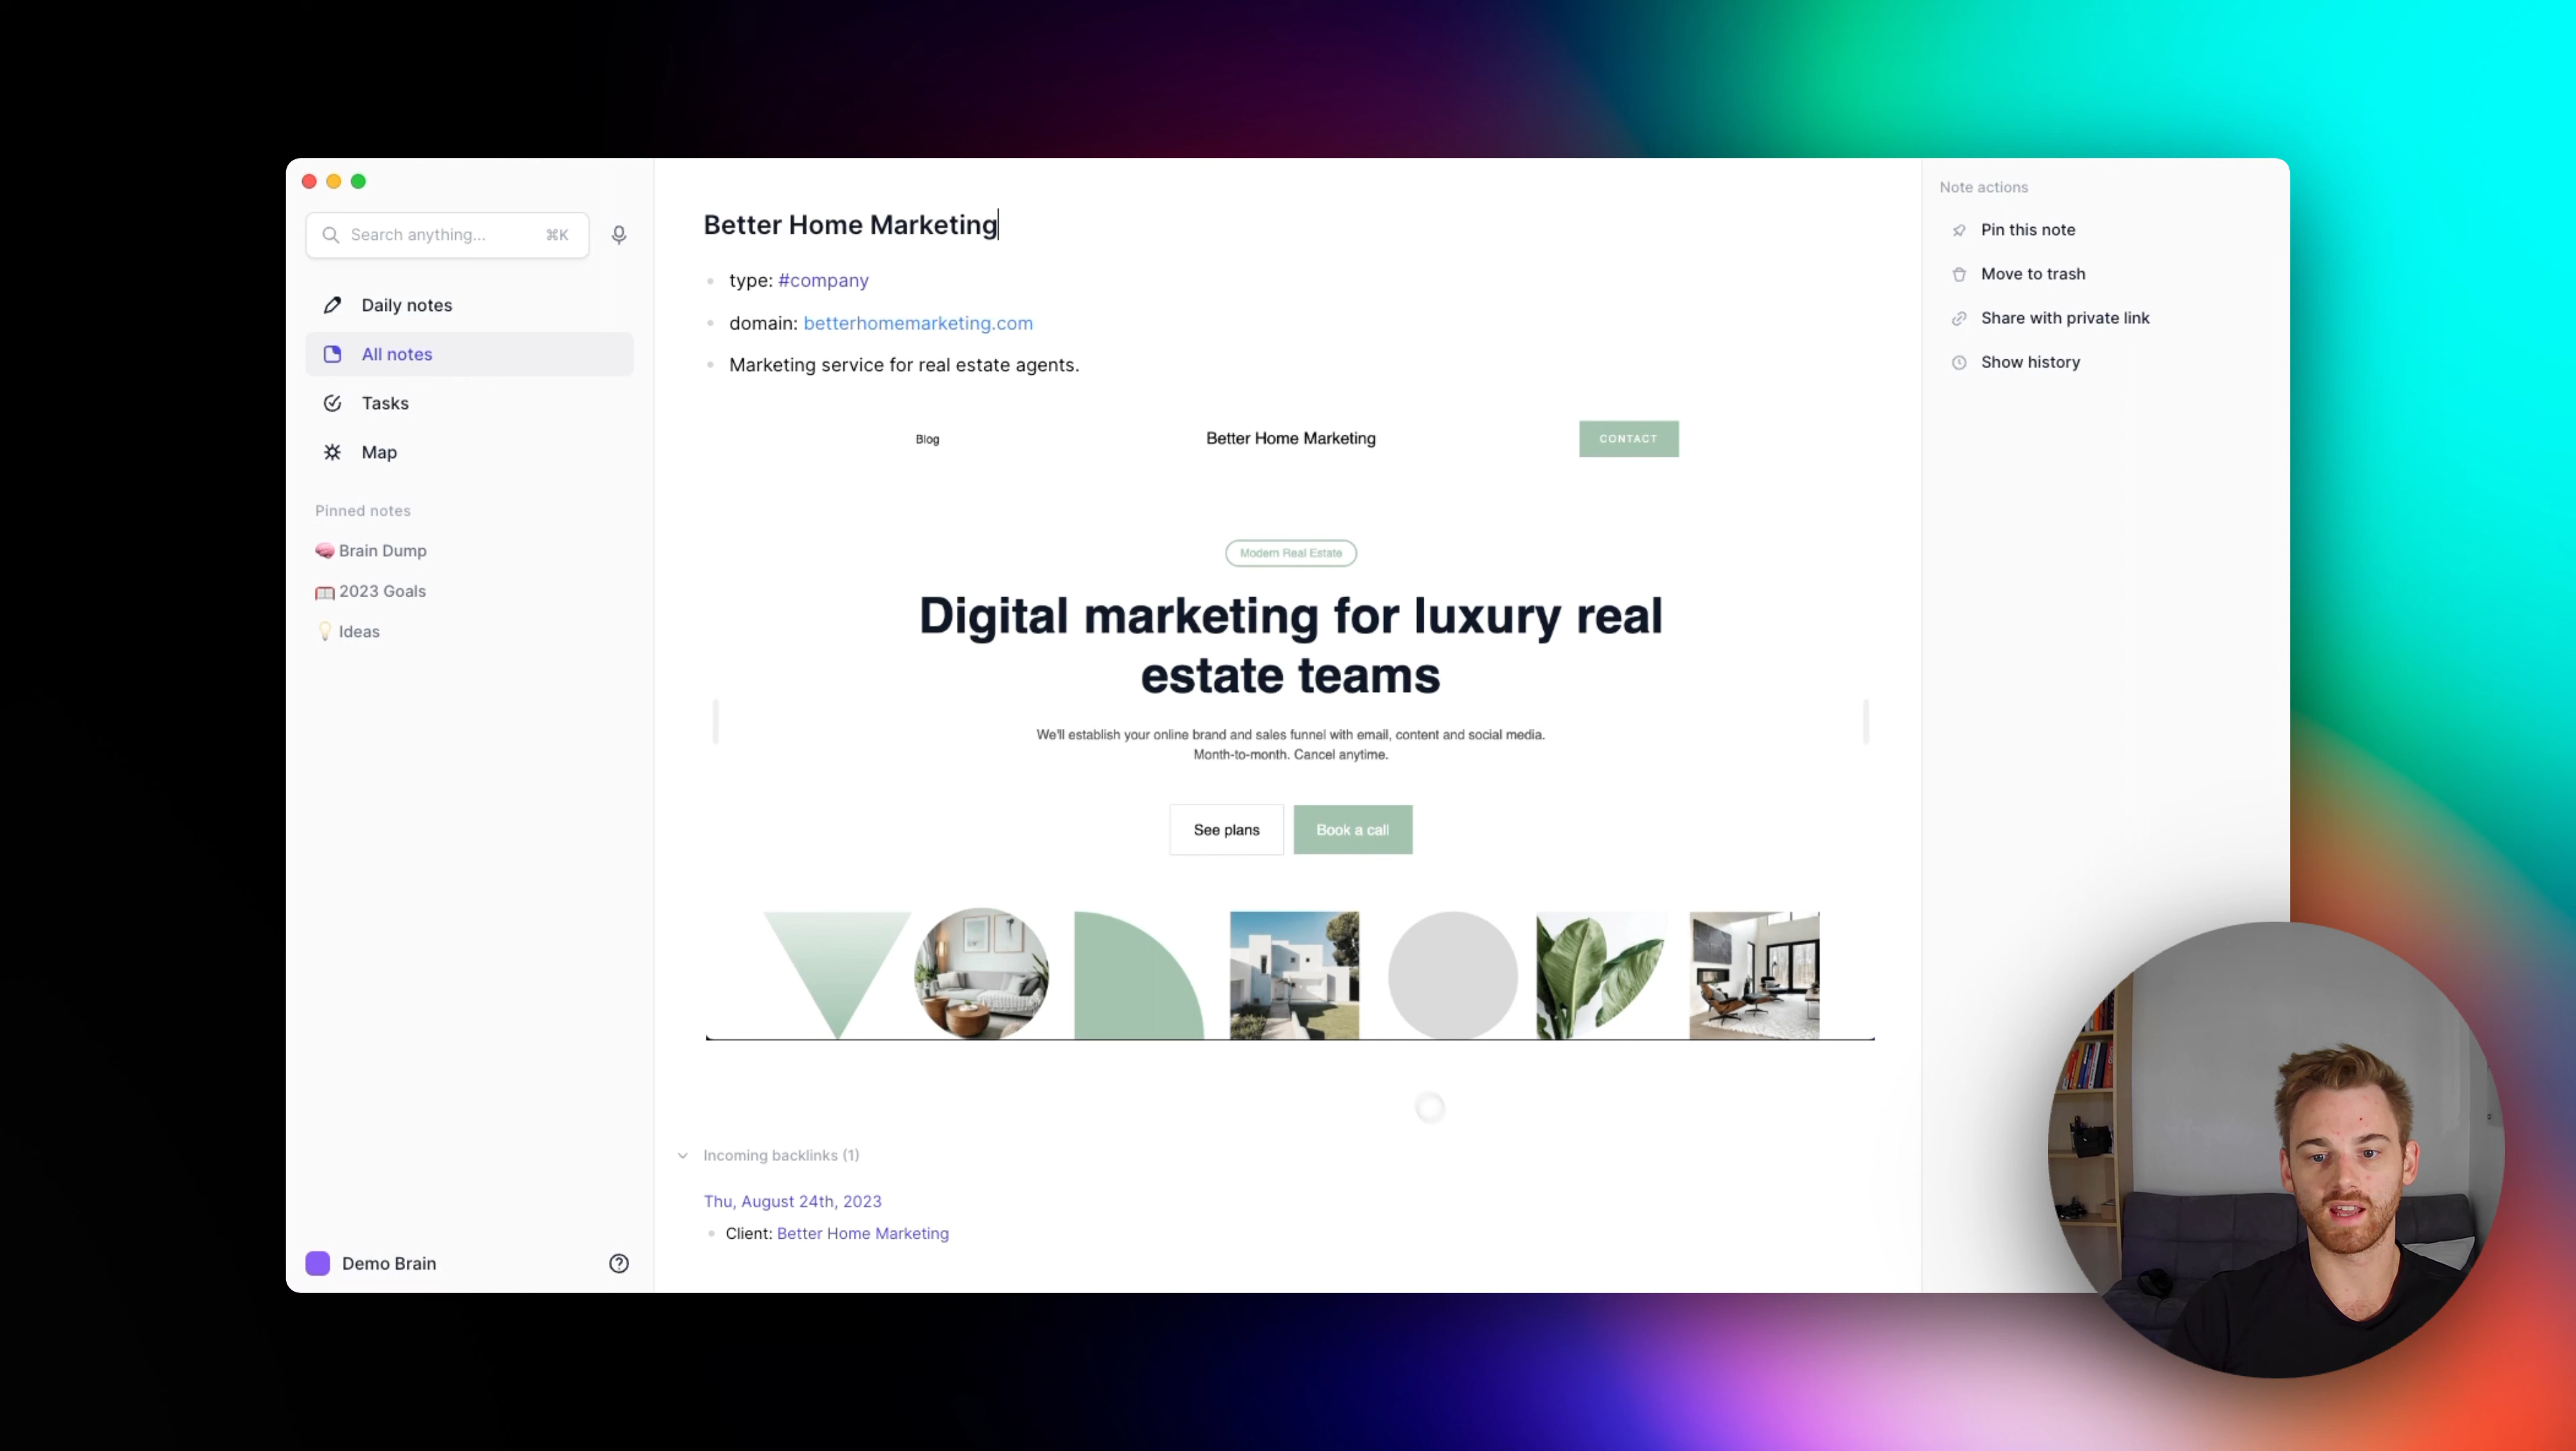 Search anything... ⌘K
Daily notes
All notes
Tasks
Map
Pinned notes
Brain Dump
2023 Goals
Ideas
Demo Brain
Better Home Marketing
type: #company
domain: betterhomemarketing.com
Marketing service for real estate agents.
Blog
Better Home Marketing
CONTACT
Modern Real Estate
Digital marketing for luxury real
estate teams
We'll establish your online brand and sales funnel with email, content and social media.
Month-to-month. Cancel anytime.
See plans
Book a call
Incoming backlinks (1)
Thu, August 24th, 2023
Client: Better Home Marketing
Note actions
Pin this note
Move to trash
Share with private link
Show history